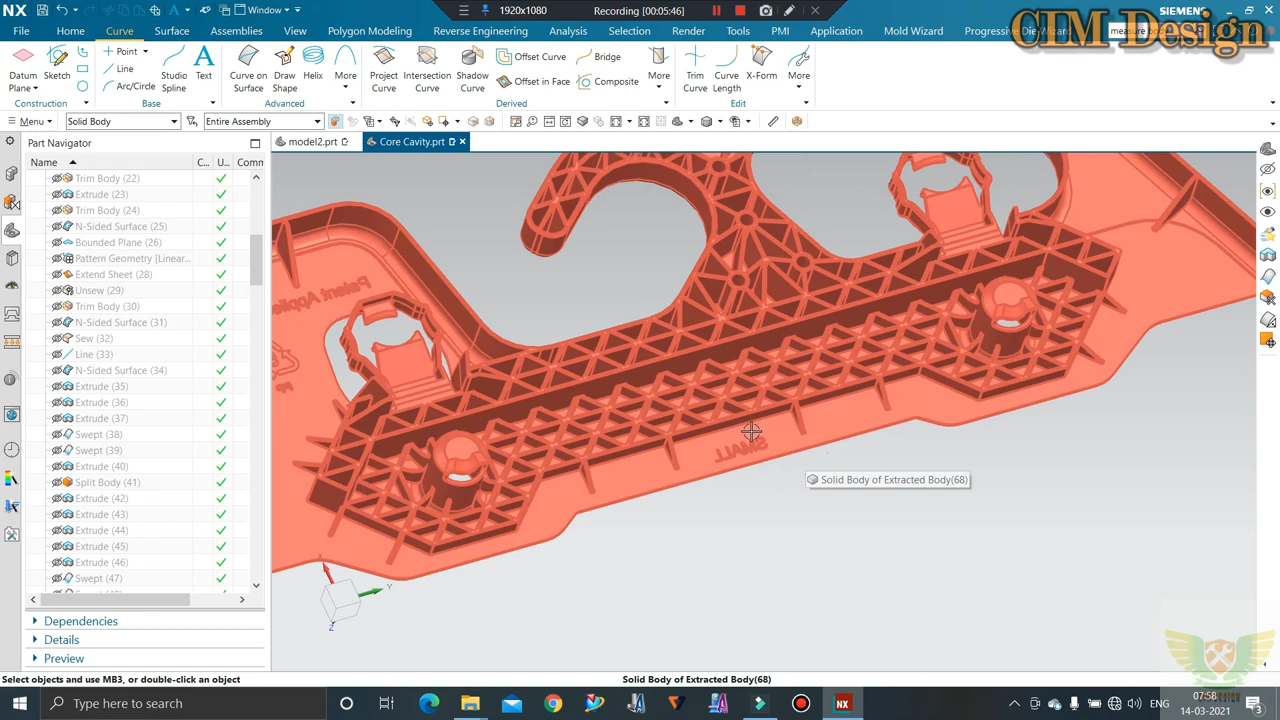 NX
Window
1920x1080
Recording [00:05:46]
SIEMENS
CIM Design
File
Home
Curve
Surface
Assemblies
View
Polygon Modeling
Reverse Engineering
Analysis
Selection
Render
Tools
PMI
Application
Mold Wizard
Progressive Die Wizard
Datum Plane
Sketch
Point
Line
Arc/Circle
Studio Spline
Text
Curve on Surface
Draw Shape
Helix
More
Project Curve
Intersection Curve
Shadow Curve
Offset Curve
Offset in Face
Bridge
Composite
More
Trim Curve
Curve Length
X-Form
More
Construction
Base
Advanced
Derived
Edit
Menu
Solid Body
Entire Assembly
Part Navigator
model2.prt
Core Cavity.prt
Name
C...
U...
Comm
Trim Body (22)
Extrude (23)
Trim Body (24)
N-Sided Surface (25)
Bounded Plane (26)
Pattern Geometry [Linear...
Extend Sheet (28)
Unsew (29)
Trim Body (30)
N-Sided Surface (31)
Sew (32)
Line (33)
N-Sided Surface (34)
Extrude (35)
Extrude (36)
Extrude (37)
Swept (38)
Swept (39)
Extrude (40)
Split Body (41)
Extrude (42)
Extrude (43)
Extrude (44)
Extrude (45)
Extrude (46)
Swept (47)
Patent Applie
SMALL
Solid Body of Extracted Body(68)
X
Y
Z
Dependencies
Details
Preview
Select objects and use MB3, or double-click an object
Solid Body of Extracted Body(68)
Type here to search
ENG
07:58
14-03-2021
3